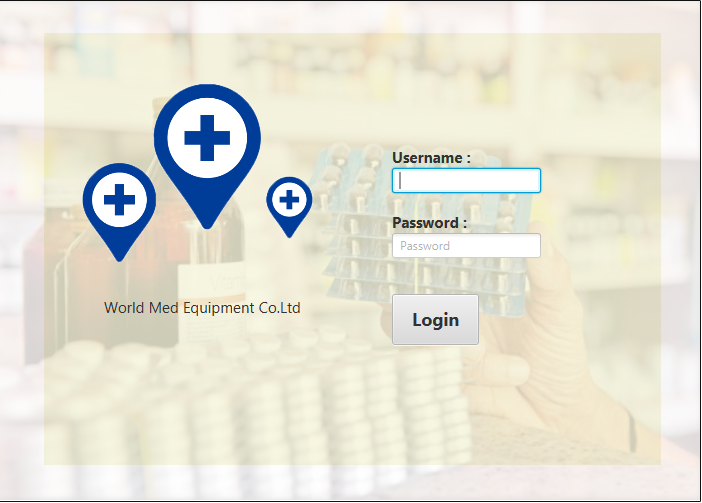 Username :
Password :
Password
World Med Equipment Co.Ltd
Login